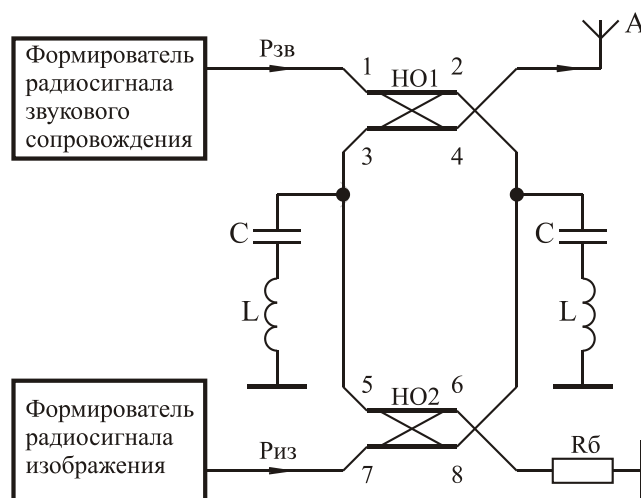 Формирователь
радиосигнала
звукового
сопровождения
Рзв
А
1
НО1
2
3
4
С
L
С
L
5
НО2
6
7
8
Формирователь
радиосигнала
изображения
Риз
Rб